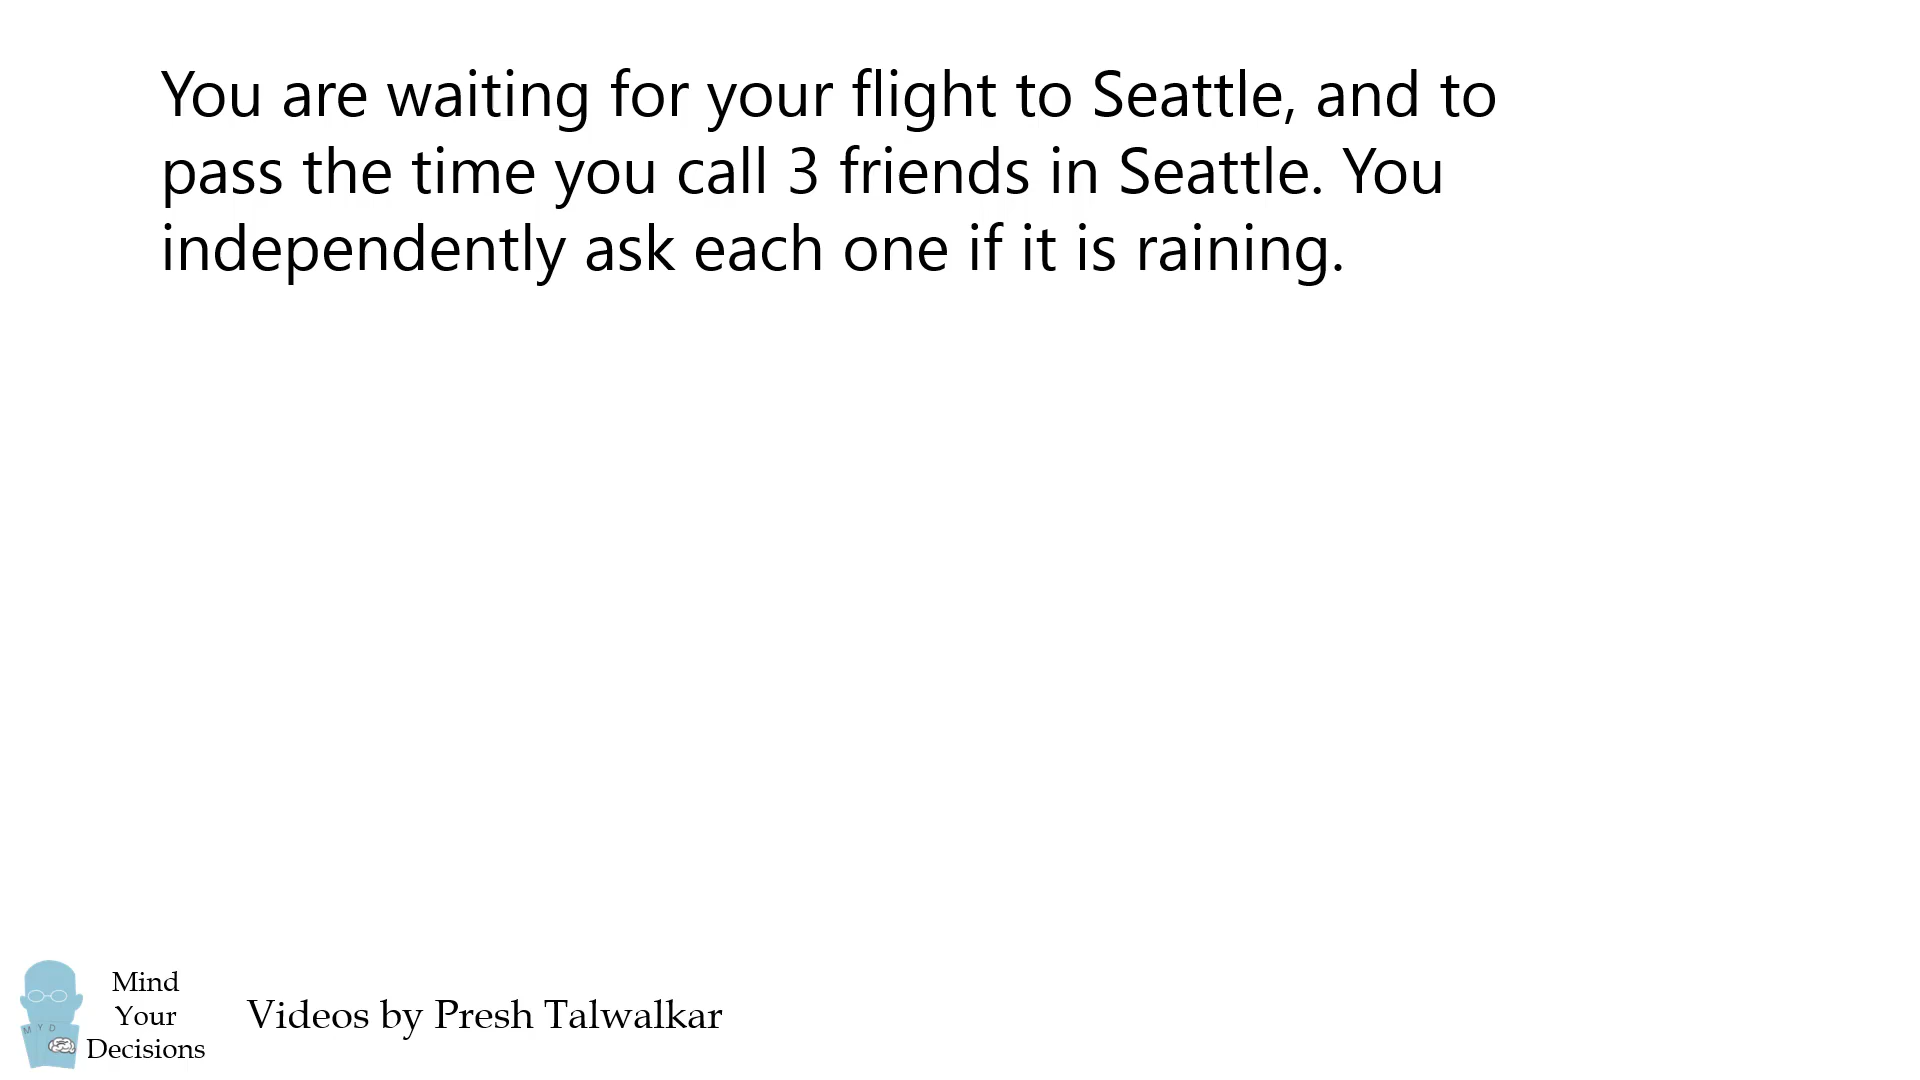 You are waiting for your flight to Seattle, and to
pass the time you call 3 friends in Seattle. You
independently ask each one if it is raining.
M Y D
Mind
Your
Decisions
Videos by Presh Talwalkar